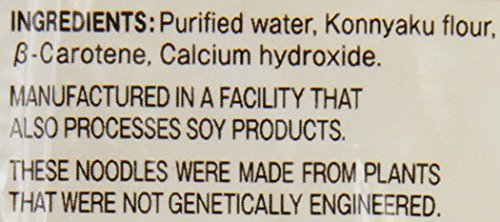 INGREDIENTS: Purified water, Konnyaku flour,
β-Carotene, Calcium hydroxide.
MANUFACTURED IN A FACILITY THAT
ALSO PROCESSES SOY PRODUCTS.
THESE NOODLES WERE MADE FROM PLANTS
THAT WERE NOT GENETICALLY ENGINEERED.